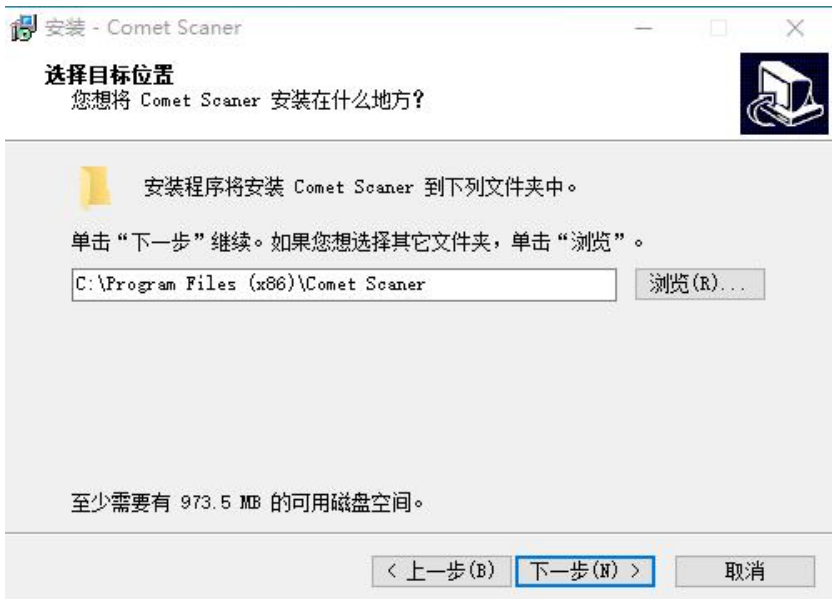 安装 - Comet Scaner
选择目标位置
您想将 Comet Scaner 安装在什么地方?
安装程序将安装 Comet Scaner 到下列文件夹中。
单击“下一步”继续。如果您想选择其它文件夹，单击“浏览”。
C:\Program Files (x86)\Comet Scaner
浏览(R)...
至少需要有 973.5 MB 的可用磁盘空间。
< 上一步(B)
下一步(N) >
取消